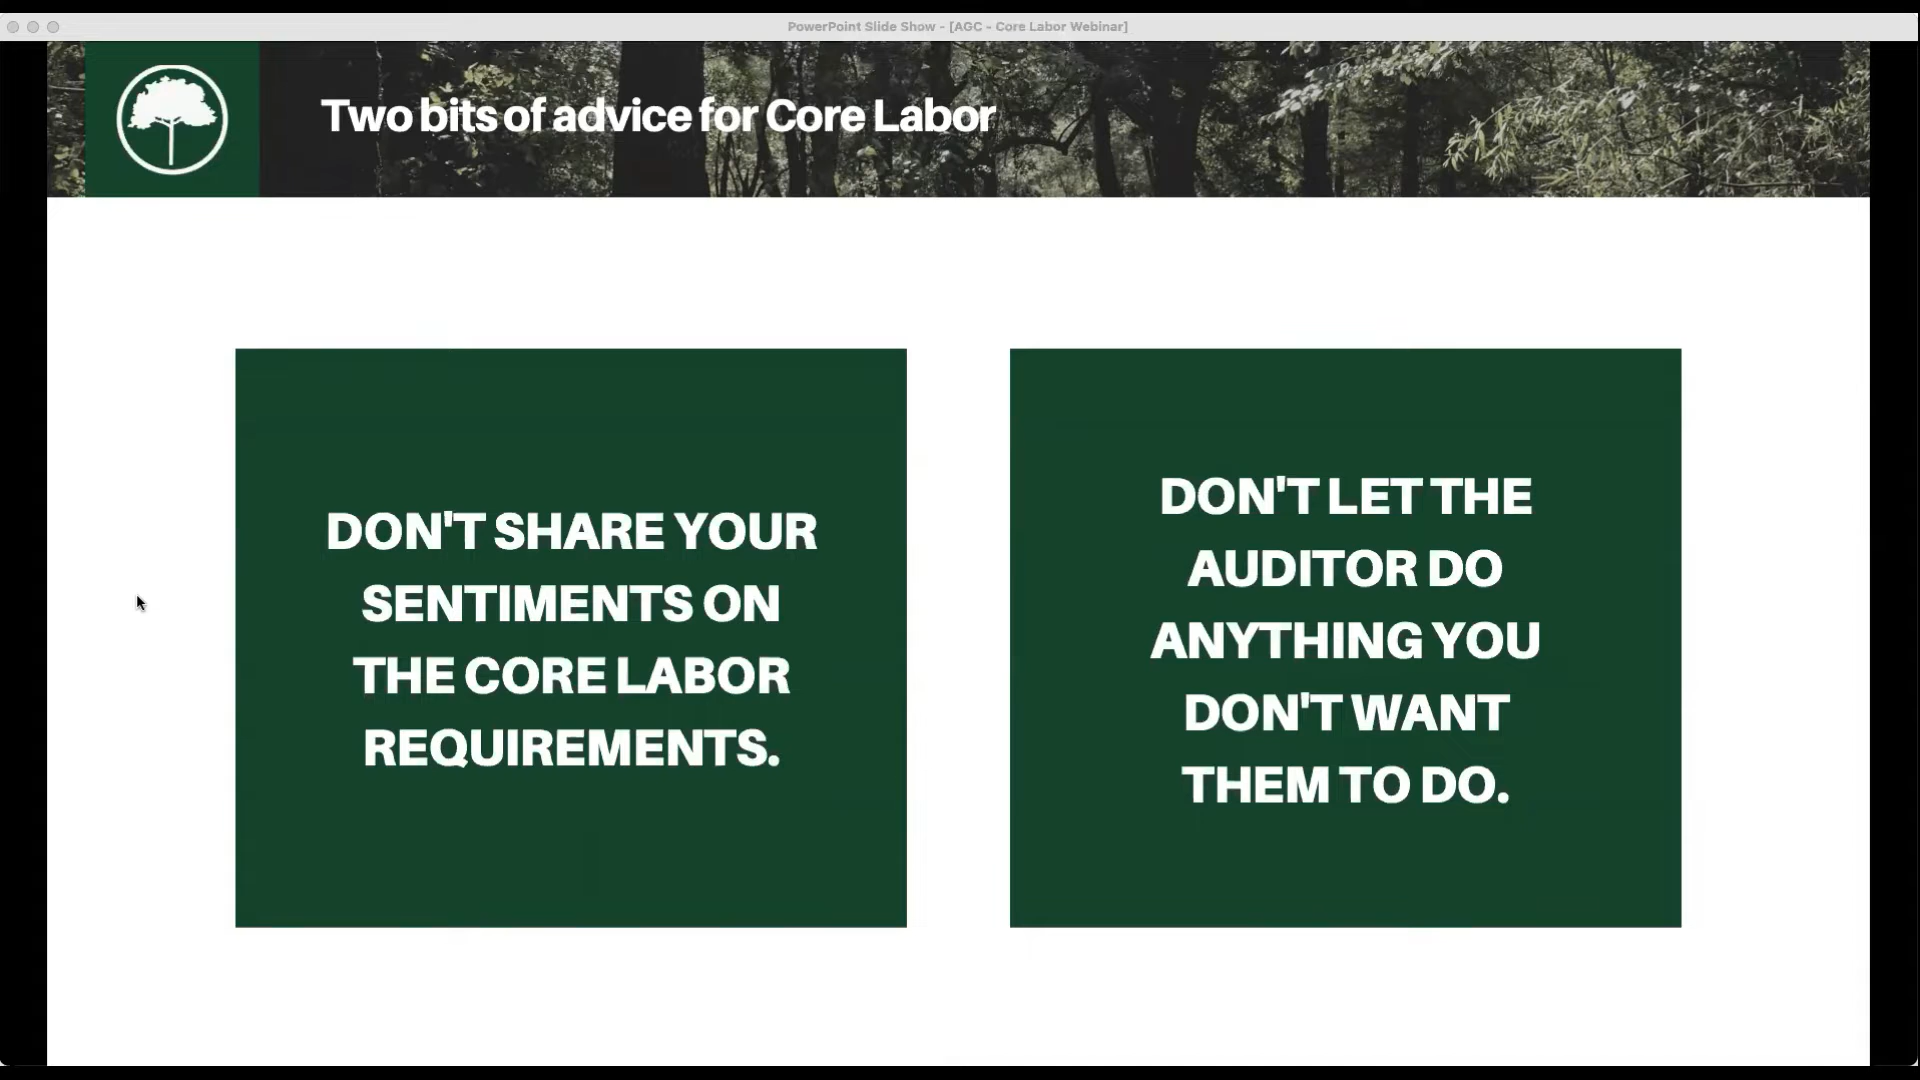 PowerPoint Slide Show - [AGC - Core Labor Webinar]
Two bits of advice for Core Labor
DON'T SHARE YOUR
SENTIMENTS ON
THE CORE LABOR
REQUIREMENTS.
DON'T LET THE
AUDITOR DO
ANYTHING YOU
DON'T WANT
THEM TO DO.